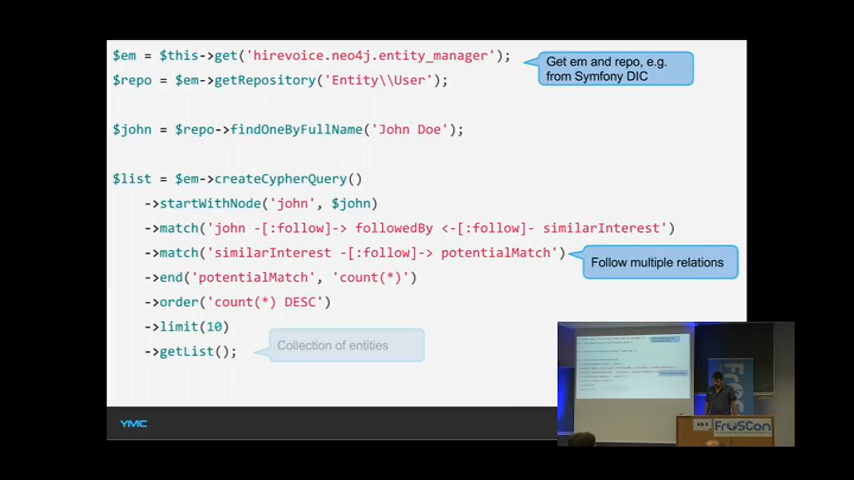 $em = $this->get('hirevoice.neo4j.entity_manager');
Get em and repo, e.g.
from Symfony DIC
$repo = $em->getRepository('Entity\\User');
$john = $repo->findOneByFullName('John Doe');
$list = $em->createCypherQuery()
->startWithNode('john', $john)
->match('john -[:follow]-> followedBy <-[:follow]- similarInterest')
->match('similarInterest -[:follow]-> potentialMatch')
Follow multiple relations
->end('potentialMatch', 'count(*)')
->order('count(*) DESC')
->limit(10)
->getList();
Collection of entities
YMC
FrOSCon